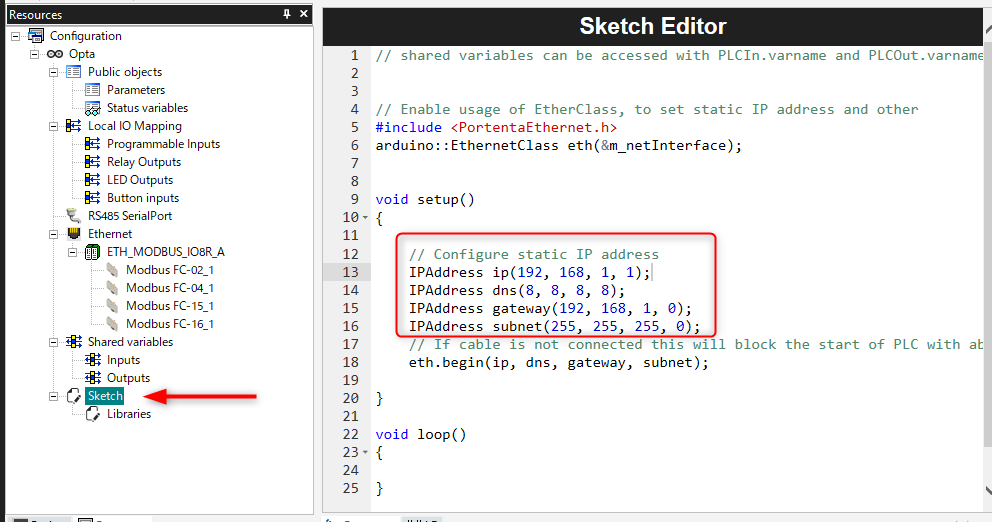 Resources
Configuration
Opta
Public objects
Parameters
Status variables
Local IO Mapping
Programmable Inputs
Relay Outputs
LED Outputs
Button inputs
RS485 SerialPort
Ethernet
ETH_MODBUS_IO8R_A
Modbus FC-02_1
Modbus FC-04_1
Modbus FC-15_1
Modbus FC-16_1
Shared variables
Inputs
Outputs
Sketch
Libraries
Sketch Editor
1 // shared variables can be accessed with PLCIn.varname and PLCOut.varname
2
3
4 // Enable usage of EtherClass, to set static IP address and other
5 #include <PortentaEthernet.h>
6 arduino::EthernetClass eth(&m_netInterface);
7
8
9 void setup()
10 {
11
12 // Configure static IP address
13 IPAddress ip(192, 168, 1, 1);
14 IPAddress dns(8, 8, 8, 8);
15 IPAddress gateway(192, 168, 1, 0);
16 IPAddress subnet(255, 255, 255, 0);
17 // If cable is not connected this will block the start of PLC with ab
18 eth.begin(ip, dns, gateway, subnet);
19
20 }
21
22 void loop()
23 {
24
25 }